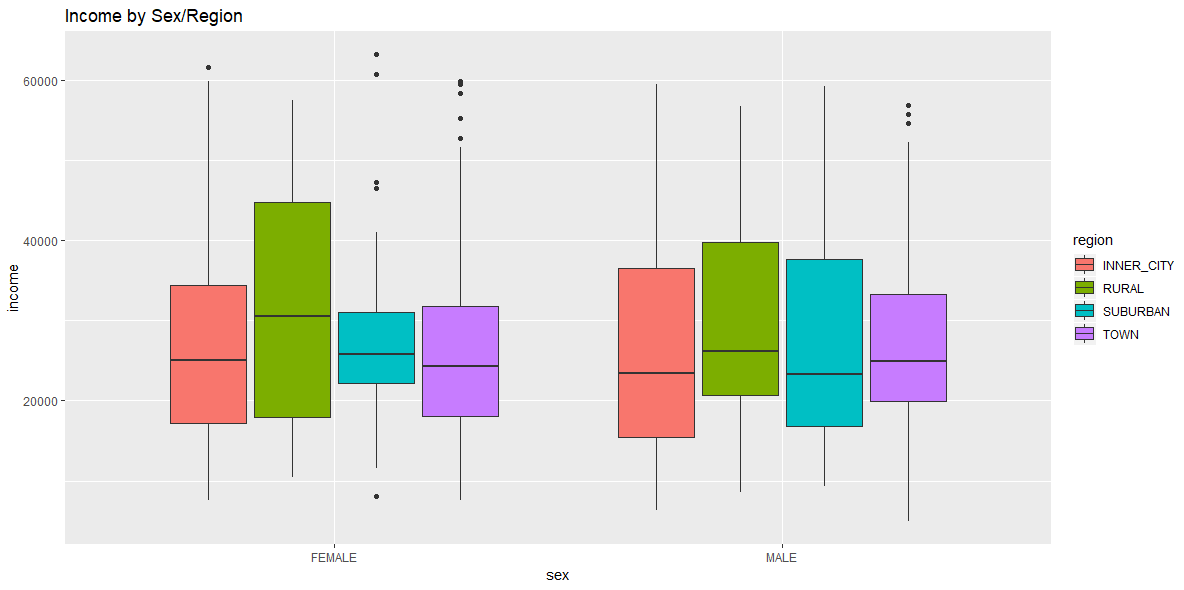 Income by Sex/Region
60000
40000
20000
income
FEMALE
MALE
sex
region
INNER_CITY
RURAL
SUBURBAN
TOWN